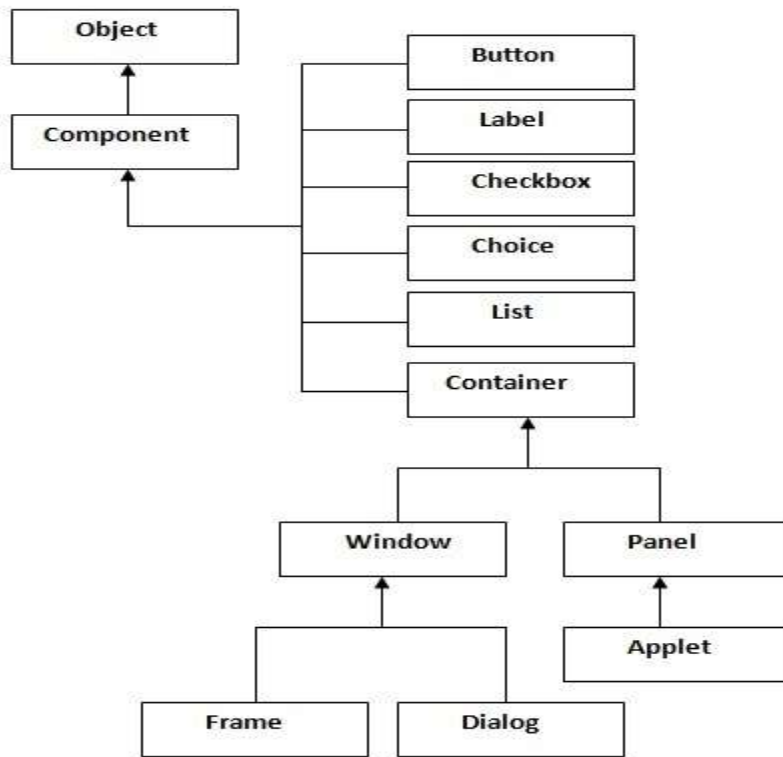 Object
Component
Button
Label
Checkbox
Choice
List
Container
Window
Panel
Applet
Frame
Dialog